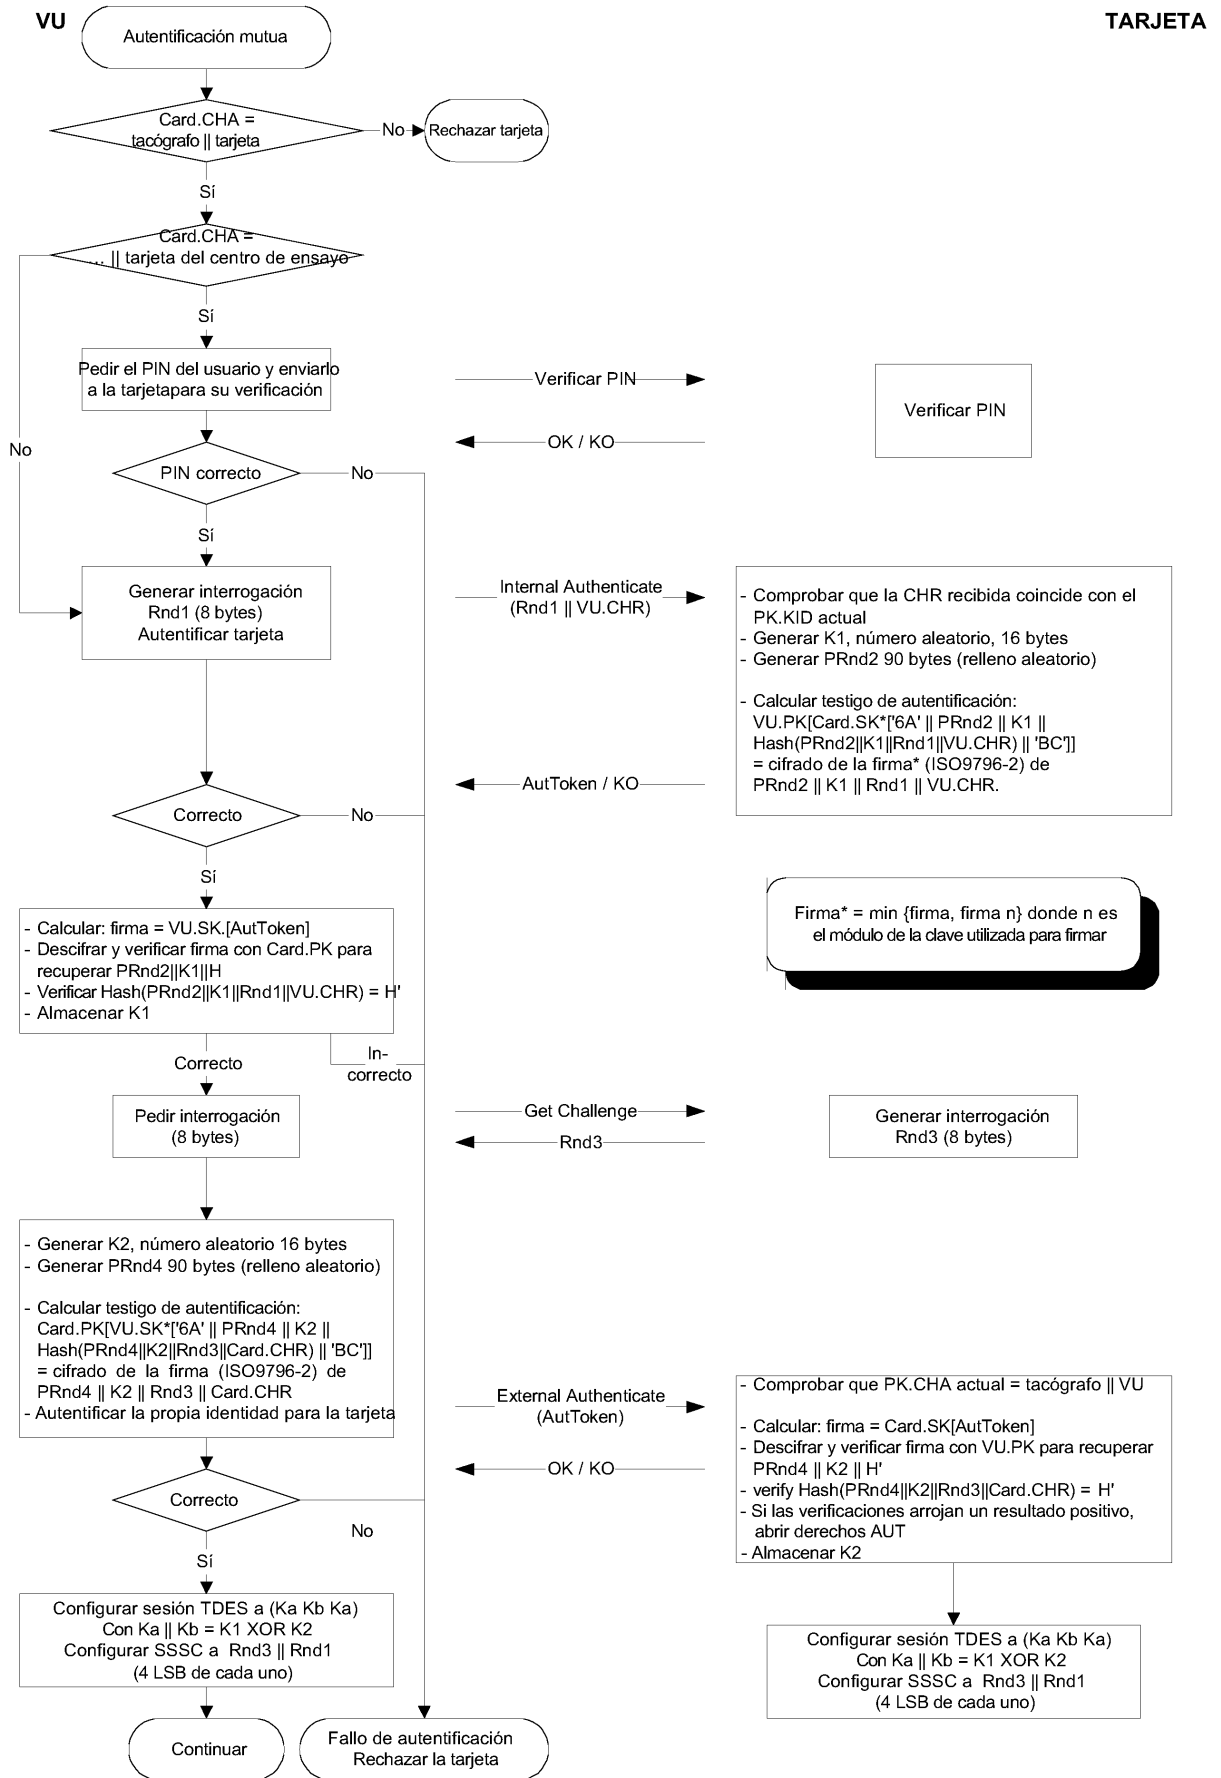 VU
TARJETA
Autentificación mutua
Card.CHA =
tacógrafo || tarjeta
No
Rechazar tarjeta
Sí
Card.CHA =
... || tarjeta del centro de ensayo
Sí
No
Pedir el PIN del usuario y enviarlo
a la tarjetapara su verificación
Verificar PIN
Verificar PIN
OK / KO
PIN correcto
No
Sí
Generar interrogación
Rnd1 (8 bytes)
Autentificar tarjeta
Internal Authenticate
(Rnd1 || VU.CHR)
- Comprobar que la CHR recibida coincide con el
PK.KID actual
- Generar K1, número aleatorio, 16 bytes
- Generar PRnd2 90 bytes (relleno aleatorio)
- Calcular testigo de autentificación:
VU.PK[Card.SK*['6A' || PRnd2 || K1 ||
Hash(PRnd2||K1||Rnd1||VU.CHR) || 'BC']]
= cifrado de la firma* (ISO9796-2) de
PRnd2 || K1 || Rnd1 || VU.CHR.
AutToken / KO
Correcto
No
Sí
- Calcular: firma = VU.SK.[AutToken]
- Descifrar y verificar firma con Card.PK para
recuperar PRnd2||K1||H
- Verificar Hash(PRnd2||K1||Rnd1||VU.CHR) = H'
- Almacenar K1
Firma* = min {firma, firma n} donde n es
el módulo de la clave utilizada para firmar
Correcto
In-
correcto
Pedir interrogación
(8 bytes)
Get Challenge
Rnd3
Generar interrogación
Rnd3 (8 bytes)
- Generar K2, número aleatorio 16 bytes
- Generar PRnd4 90 bytes (relleno aleatorio)
- Calcular testigo de autentificación:
Card.PK[VU.SK*['6A' || PRnd4 || K2 ||
Hash(PRnd4||K2||Rnd3||Card.CHR) || 'BC']]
= cifrado de la firma (ISO9796-2) de
PRnd4 || K2 || Rnd3 || Card.CHR
- Autentificar la propia identidad para la tarjeta
External Authenticate
(AutToken)
OK / KO
- Comprobar que PK.CHA actual = tacógrafo || VU
- Calcular: firma = Card.SK[AutToken]
- Descifrar y verificar firma con VU.PK para recuperar
PRnd4 || K2 || H'
- verify Hash(PRnd4||K2||Rnd3||Card.CHR) = H'
- Si las verificaciones arrojan un resultado positivo,
abrir derechos AUT
- Almacenar K2
Correcto
No
Sí
Configurar sesión TDES a (Ka Kb Ka)
Con Ka || Kb = K1 XOR K2
Configurar SSSC a Rnd3 || Rnd1
(4 LSB de cada uno)
Configurar sesión TDES a (Ka Kb Ka)
Con Ka || Kb = K1 XOR K2
Configurar SSSC a Rnd3 || Rnd1
(4 LSB de cada uno)
Continuar
Fallo de autentificación
Rechazar la tarjeta